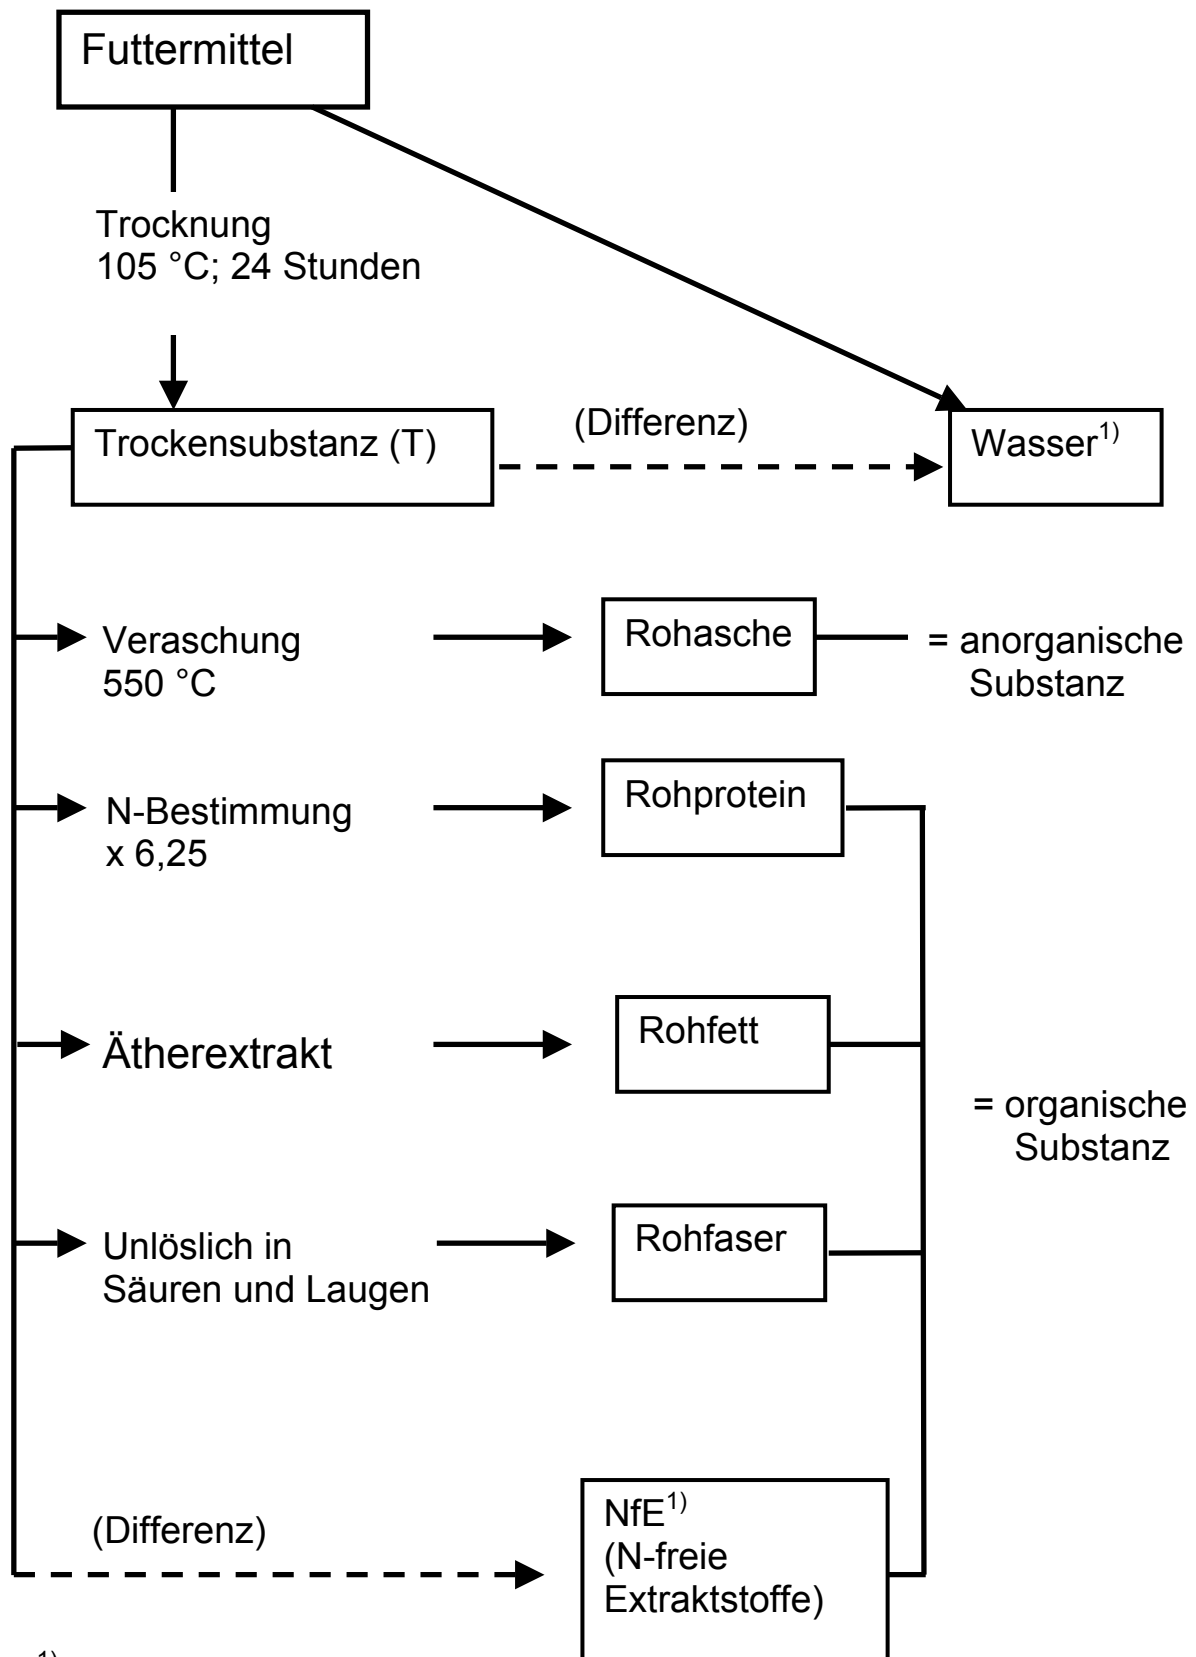 Futtermittel
Trocknung
105 °C; 24 Stunden
Trockensubstanz (T)
(Differenz)
Wasser1)
Veraschung
550 °C
Rohasche
= anorganische
Substanz
N-Bestimmung
x 6,25
Rohprotein
Ätherextrakt
Rohfett
= organische
Substanz
Unlöslich in
Säuren und Laugen
Rohfaser
(Differenz)
NfE1)
(N-freie
Extraktstoffe)
1)